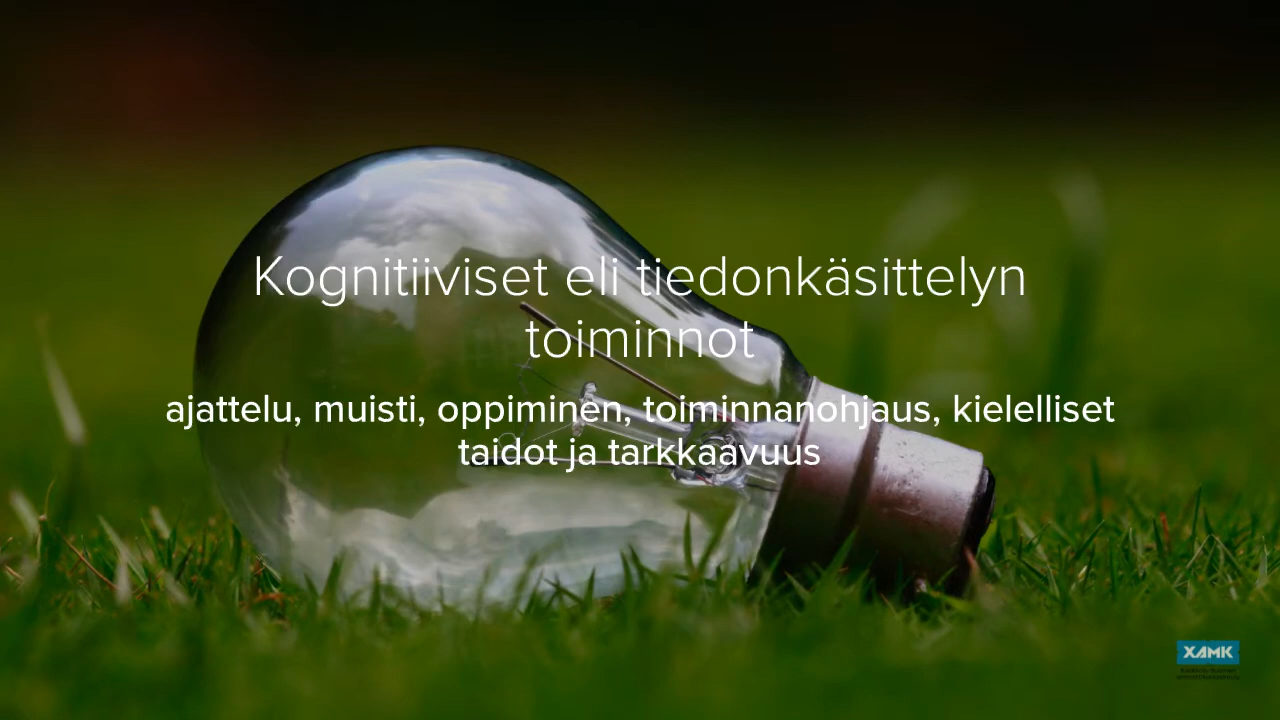 Kognitiiviset eli tiedonkäsittelyn
toiminnot
ajattelu, muisti, oppiminen, toiminnanohjaus, kielelliset
taidot ja tarkkaavuus
XAMK